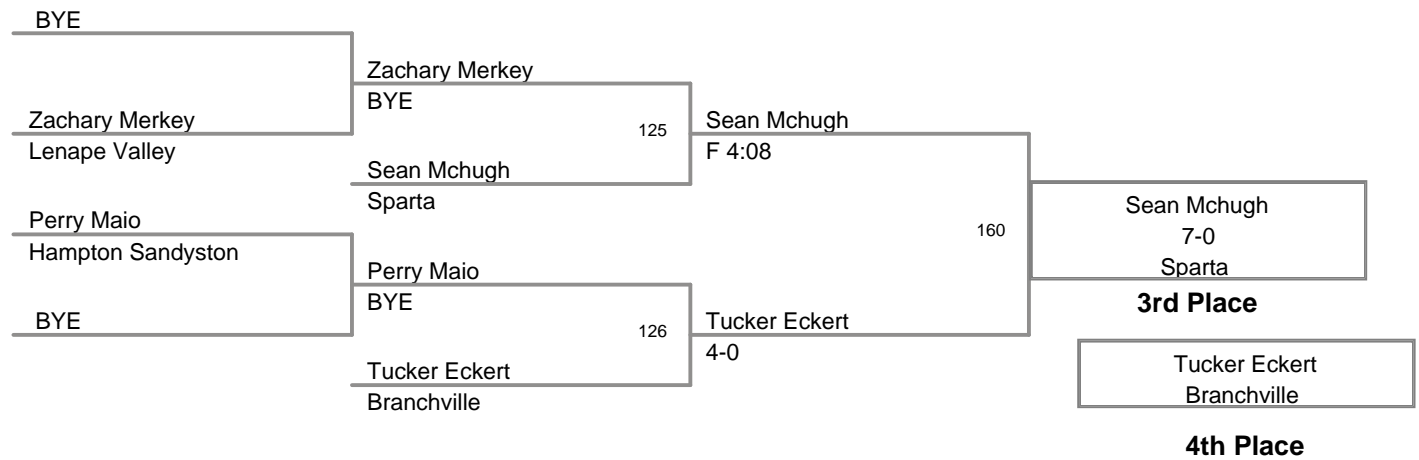 BYE
Zachary Merkey
BYE
Zachary Merkey
Lenape Valley
125
Sean Mchugh
F 4:08
Sean Mchugh
Sparta
Perry Maio
Hampton Sandyston
160
Sean Mchugh
7-0
Sparta
3rd Place
Perry Maio
BYE
BYE
126
Tucker Eckert
4-0
Tucker Eckert
Branchville
Tucker Eckert
Branchville
4th Place